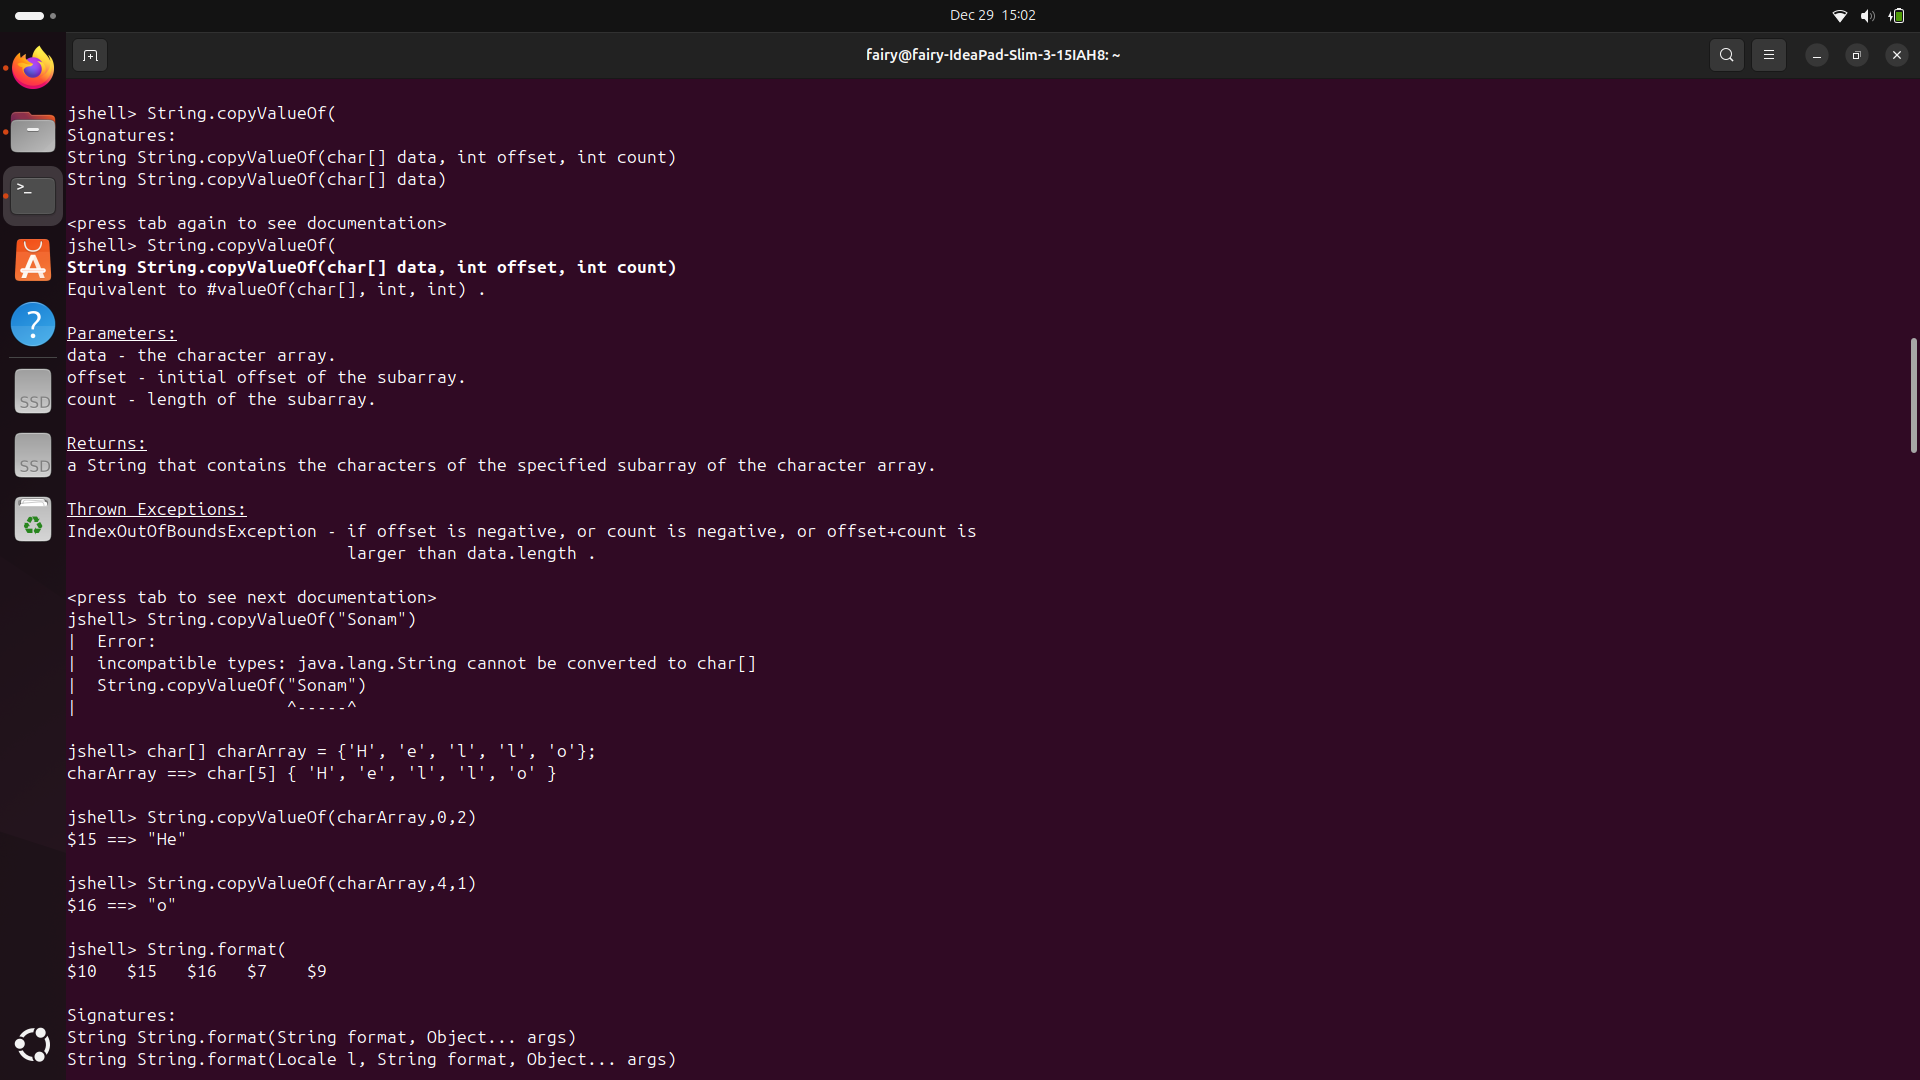 Dec 29  15:02
fairy@fairy-IdeaPad-Slim-3-15IAH8: ~
jshell> String.copyValueOf(
Signatures:
String String.copyValueOf(char[] data, int offset, int count)
String String.copyValueOf(char[] data)
<press tab again to see documentation>
jshell> String.copyValueOf(
String String.copyValueOf(char[] data, int offset, int count)
Equivalent to #valueOf(char[], int, int) .
Parameters:
data - the character array.
offset - initial offset of the subarray.
count - length of the subarray.
Returns:
a String that contains the characters of the specified subarray of the character array.
Thrown Exceptions:
IndexOutOfBoundsException - if offset is negative, or count is negative, or offset+count is
                            larger than data.length .
<press tab to see next documentation>
jshell> String.copyValueOf("Sonam")
|  Error:
|  incompatible types: java.lang.String cannot be converted to char[]
|  String.copyValueOf("Sonam")
|                     ^-----^
jshell> char[] charArray = {'H', 'e', 'l', 'l', 'o'};
charArray ==> char[5] { 'H', 'e', 'l', 'l', 'o' }
jshell> String.copyValueOf(charArray,0,2)
$15 ==> "He"
jshell> String.copyValueOf(charArray,4,1)
$16 ==> "o"
jshell> String.format(
$10   $15   $16   $7    $9
Signatures:
String String.format(String format, Object... args)
String String.format(Locale l, String format, Object... args)
>_
?
SSD
SSD